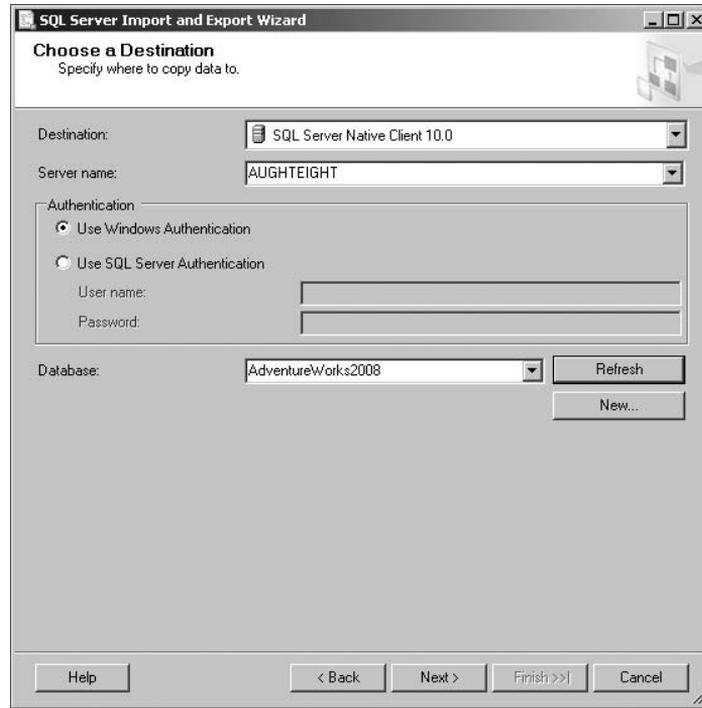 SQL Server Import and Export Wizard
Choose a Destination
Specify where to copy data to.
Destination: SQL Server Native Client 10.0
Server name: AUGHTEIGHT
Authentication
Use Windows Authentication
Use SQL Server Authentication
User name:
Password:
Database: AdventureWorks2008 Refresh
New...
Help < Back Next > Finish >>| Cancel